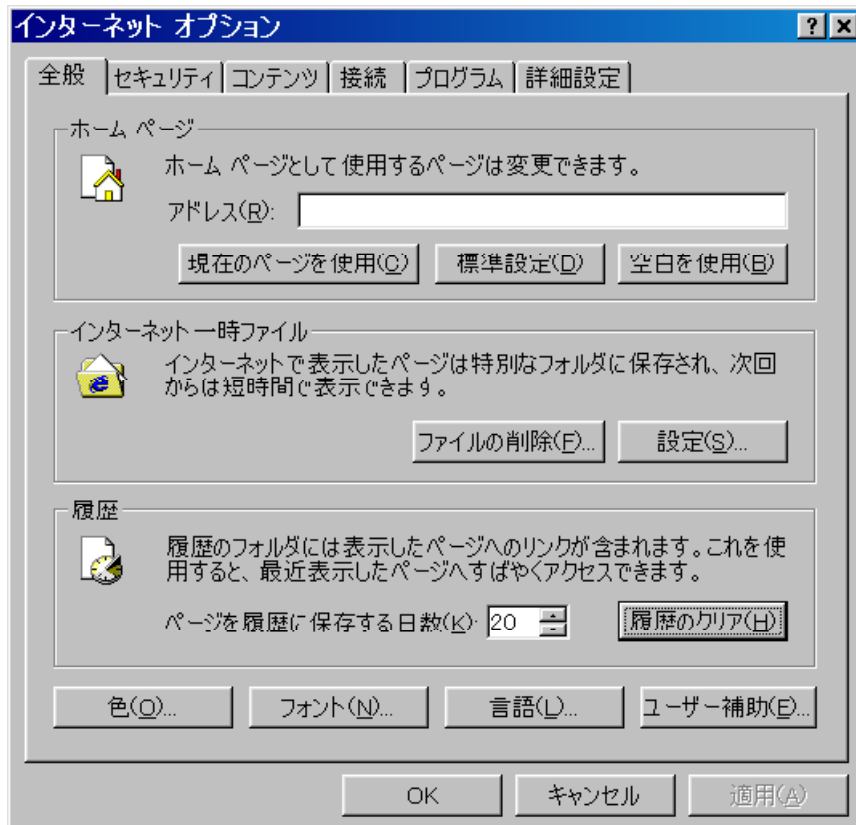 インターネット オプション
全般 セキュリティ コンテンツ 接続 プログラム 詳細設定
ホーム ページ
ホーム ページとして使用するページは変更できます。
アドレス(R):
現在のページを使用(C) 標準設定(D) 空白を使用(B)
インターネット一時ファイル
インターネットで表示したページは特別なフォルダに保存され、次回
からは短時間で表示できます。
ファイルの削除(F)... 設定(S)...
履歴
履歴のフォルダには表示したページへのリンクが含まれます。これを使
用すると、最近表示したページへすばやくアクセスできます。
ページを履歴に保存する日数(K): 20 履歴のクリア(H)
色(O)... フォント(N)... 言語(L)... ユーザー補助(E)...
OK キャンセル 適用(A)